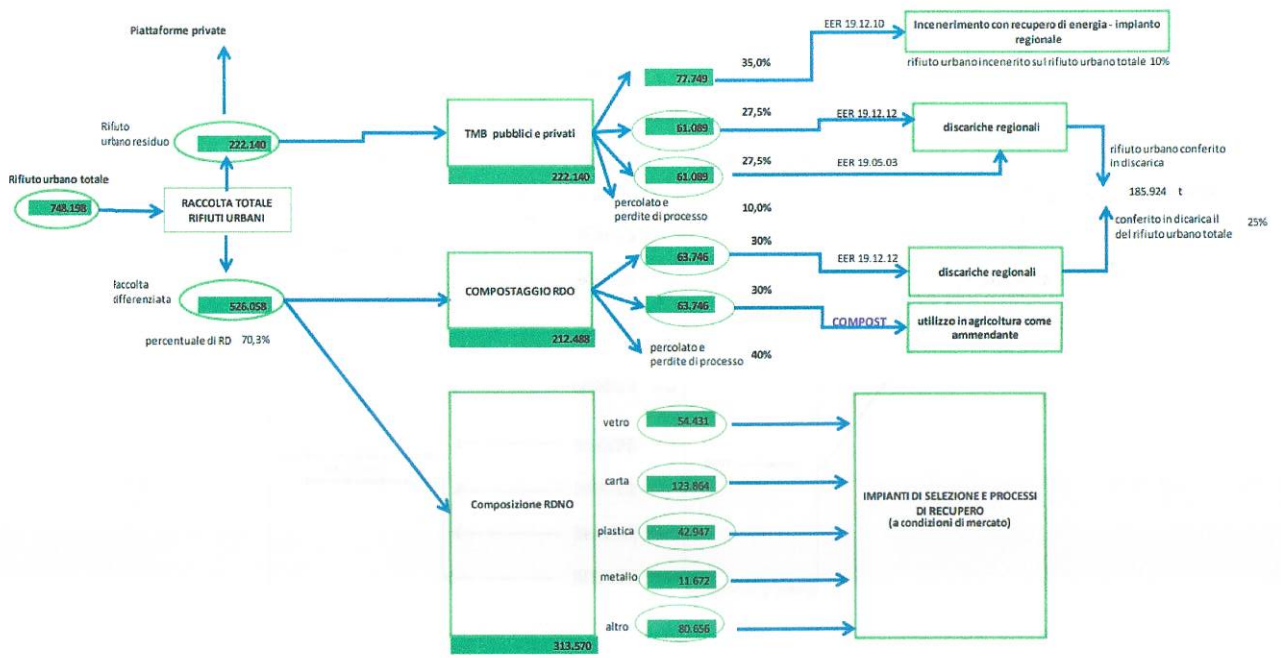 Piattaforme private
Rifiuto
urbano residuo
222.140
Rifiuto urbano totale
748.198
RACCOLTA TOTALE
RIFIUTI URBANI
laccolta
differenziata
526.058
percentuale di RD 70,3%
TMB pubblici e privati
222.140
77.749
35,0%
EER 19.12.10
Incenerimento con recupero di energia - impianto
regionale
rifiuto urbano incenerito sul rifiuto urbano totale 10%
61.089
27,5%
EER 19.12.12
discariche regionali
61.089
27,5%
EER 19.05.03
percolato e
perdite di processo
10,0%
rifiuto urbano conferito
in discarica
185.924 t
conferito in dicarica il
del rifiuto urbano totale 25%
COMPOSTAGGIO RDO
212.488
63.746
30%
EER 19.12.12
discariche regionali
63.746
30%
COMPOST
utilizzo in agricoltura come
ammendante
percolato e
perdite di processo 40%
Composizione RDNO
313.570
vetro
54.431
carta
123.864
plastica
42.947
metallo
11.672
altro
80.656
IMPIANTI DI SELEZIONE E PROCESSI
DI RECUPERO
(a condizioni di mercato)